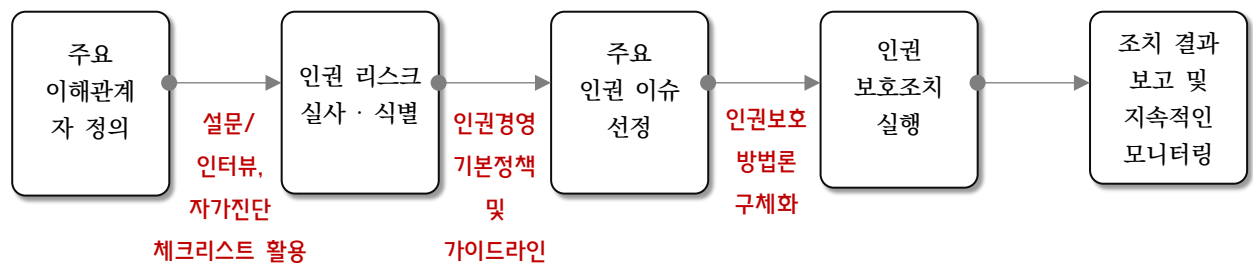 주요
이해관계
자 정의
설문/
인터뷰,
자가진단
체크리스트 활용
인권 리스크
실사 · 식별
인권경영
기본정책
및
가이드라인
주요
인권 이슈
선정
인권보호
방법론
구체화
인권
보호조치
실행
조치 결과
보고 및
지속적인
모니터링